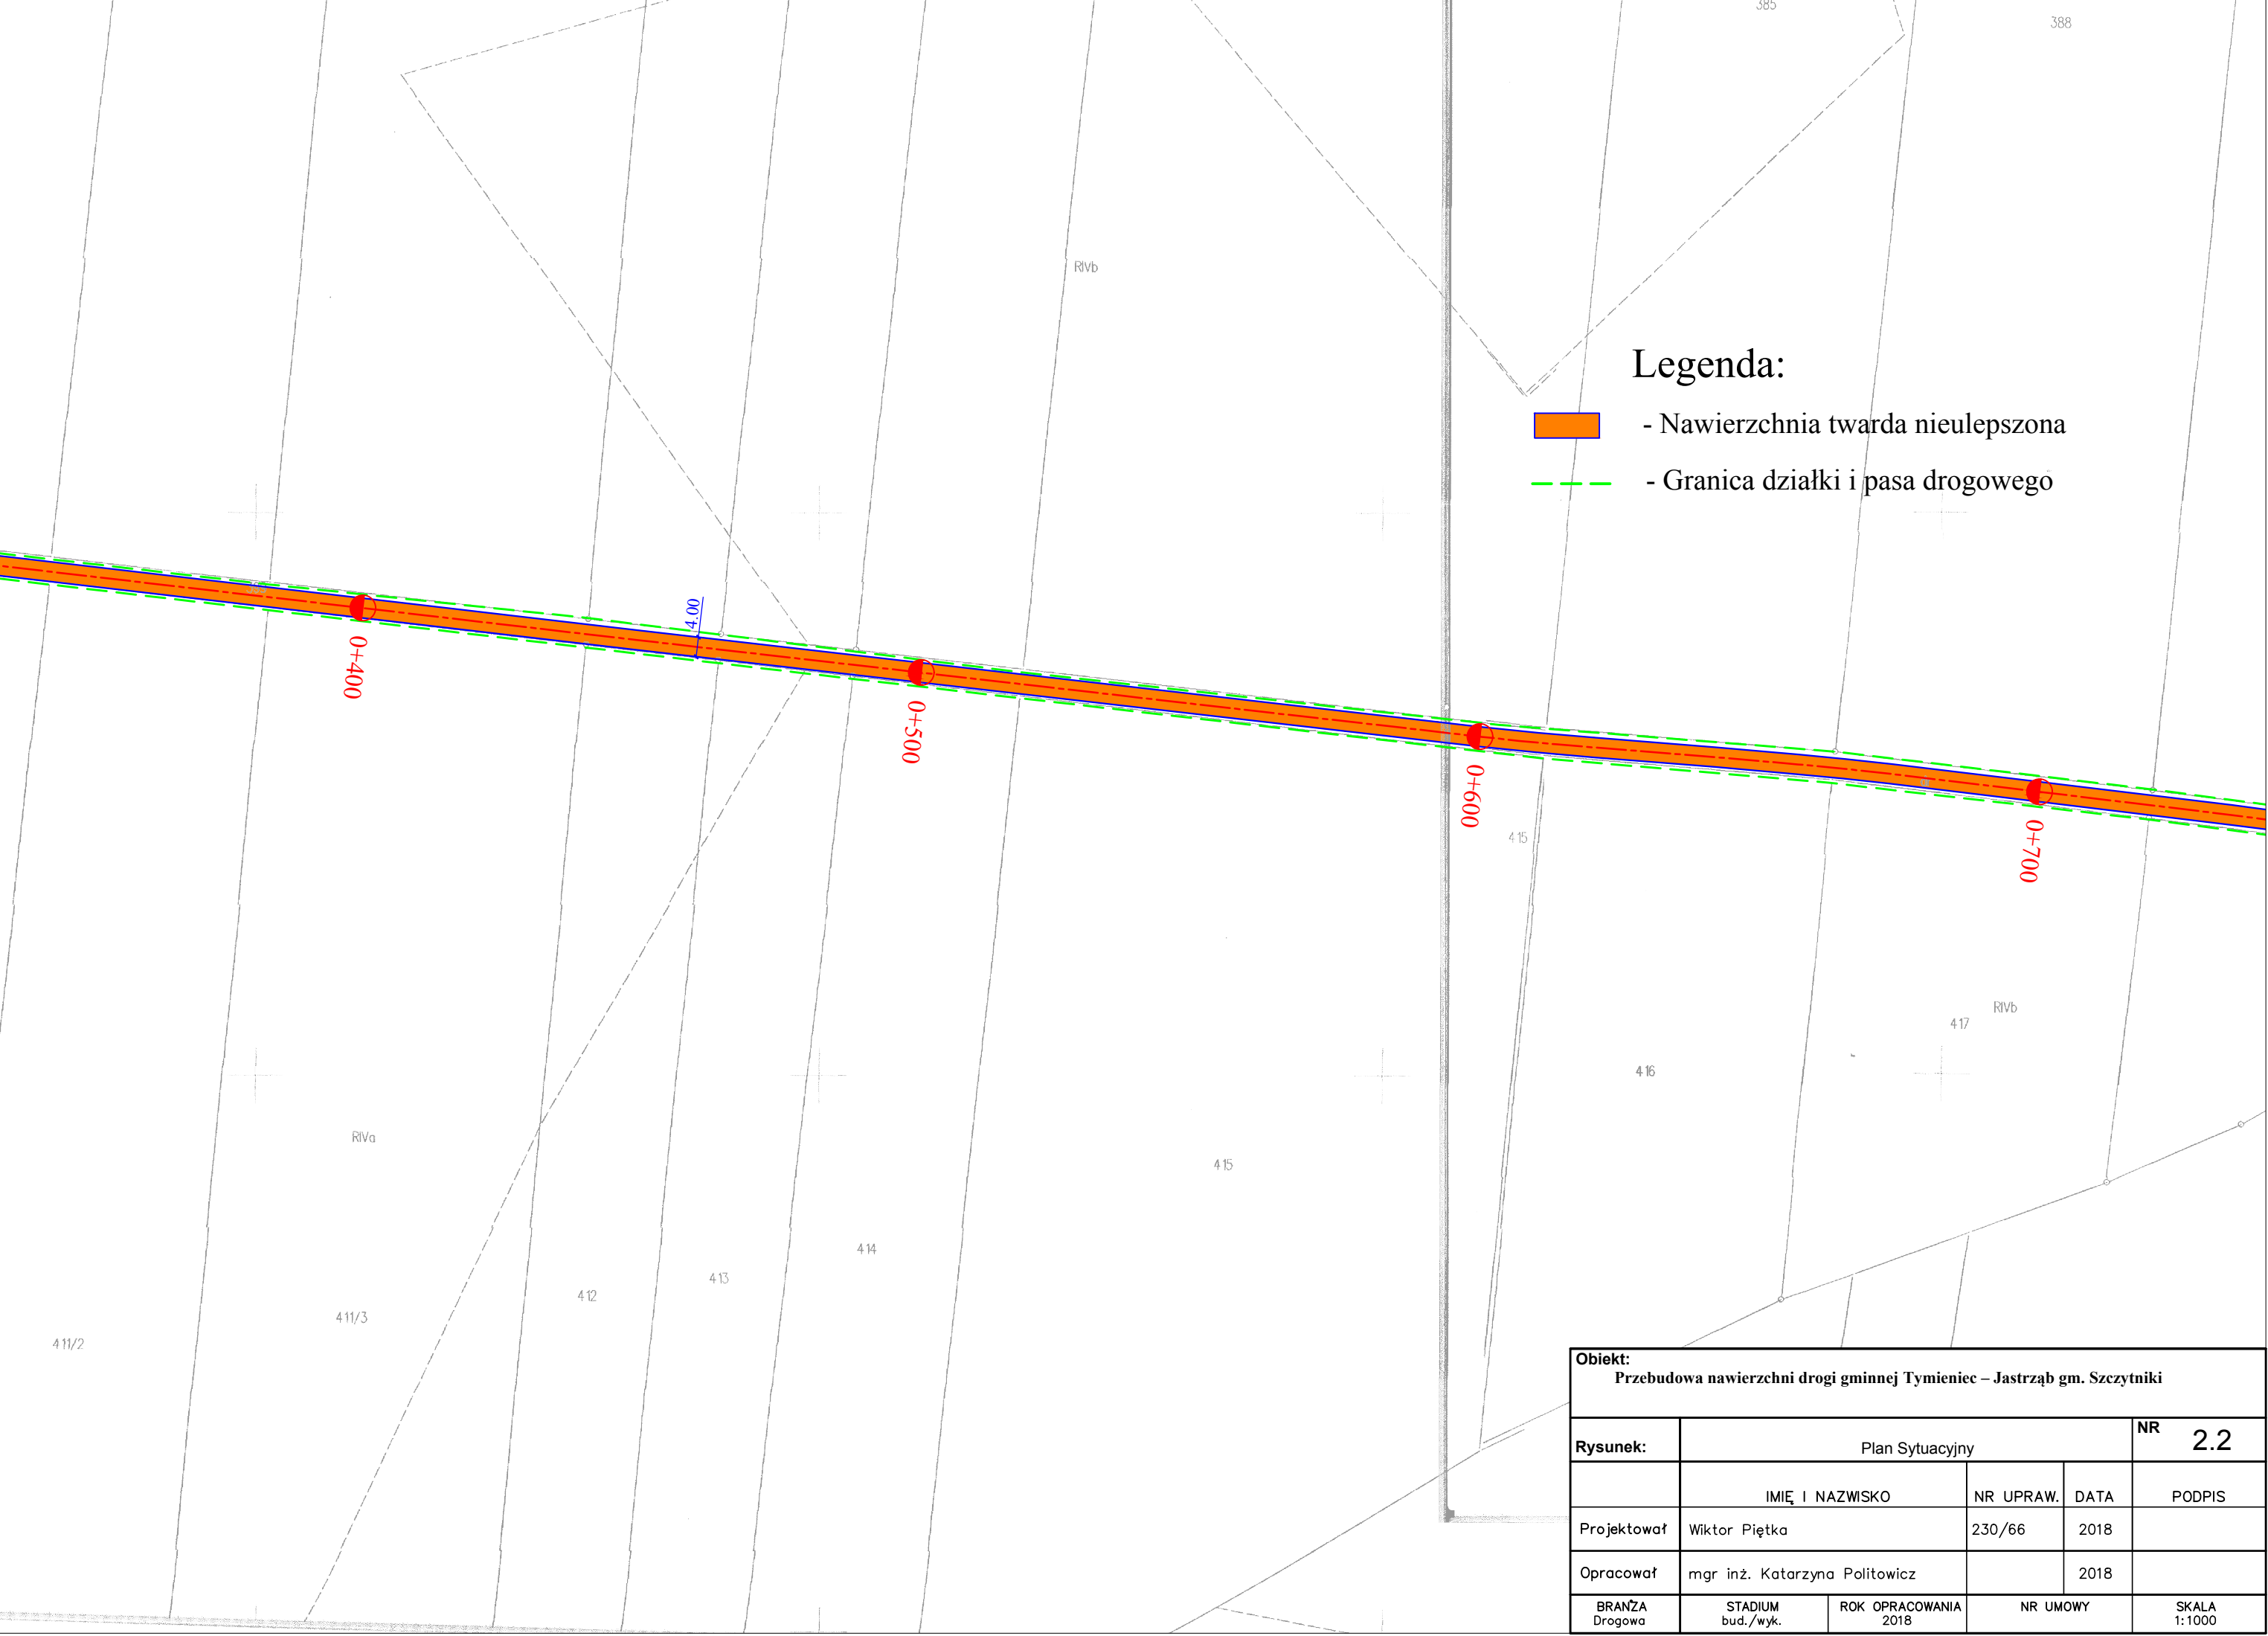 385
388
RIVb
Legenda:
- Nawierzchnia twarda nieulepszona
- Granica działki i pasa drogowego
4.00
0+400
0+500
0+600
0+700
415
RIVb
417
416
RIVa
415
414
413
412
411/3
411/2
Obiekt:
Przebudowa nawierzchni drogi gminnej Tymieniec – Jastrząb gm. Szczytniki
Rysunek:
Plan Sytuacyjny
NR 2.2
IMIĘ I NAZWISKO NR UPRAW. DATA PODPIS
Projektował Wiktor Piętka 230/66 2018
Opracował mgr inż. Katarzyna Politowicz 2018
BRANŻA STADIUM ROK OPRACOWANIA NR UMOWY SKALA
Drogowa bud./wyk. 2018 1:1000